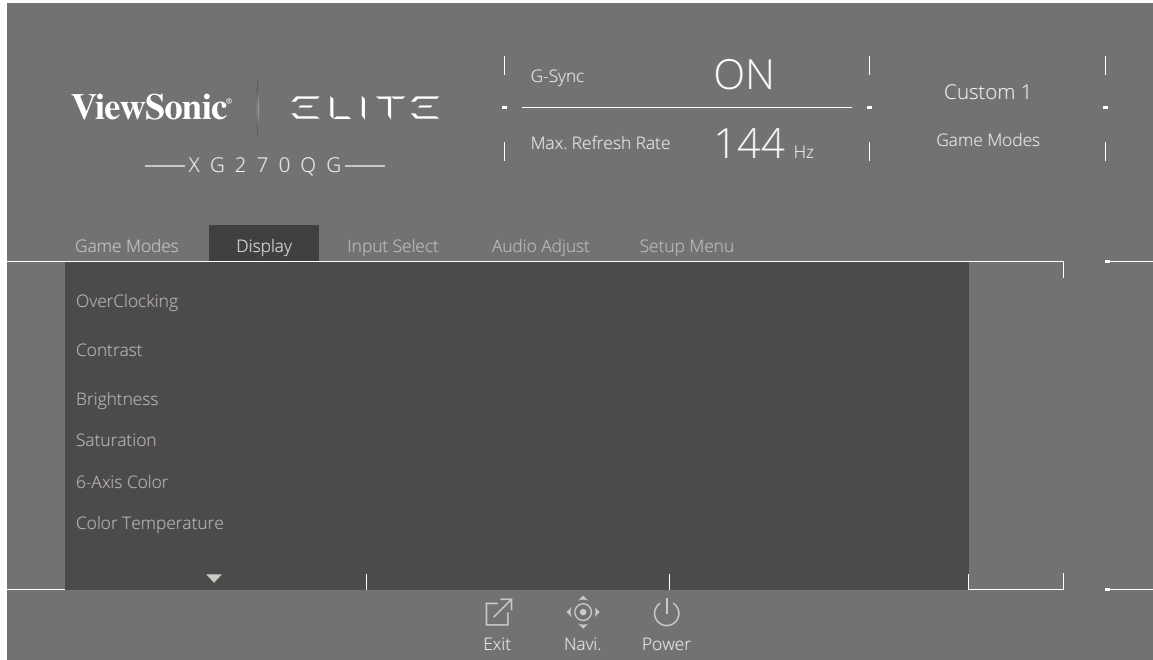 ViewSonic® ELITE
XG270QG
G-Sync ON
Max. Refresh Rate 144 Hz
Custom 1
Game Modes
Game Modes Display Input Select Audio Adjust Setup Menu
OverClocking
Contrast
Brightness
Saturation
6-Axis Color
Color Temperature
Exit Navi. Power